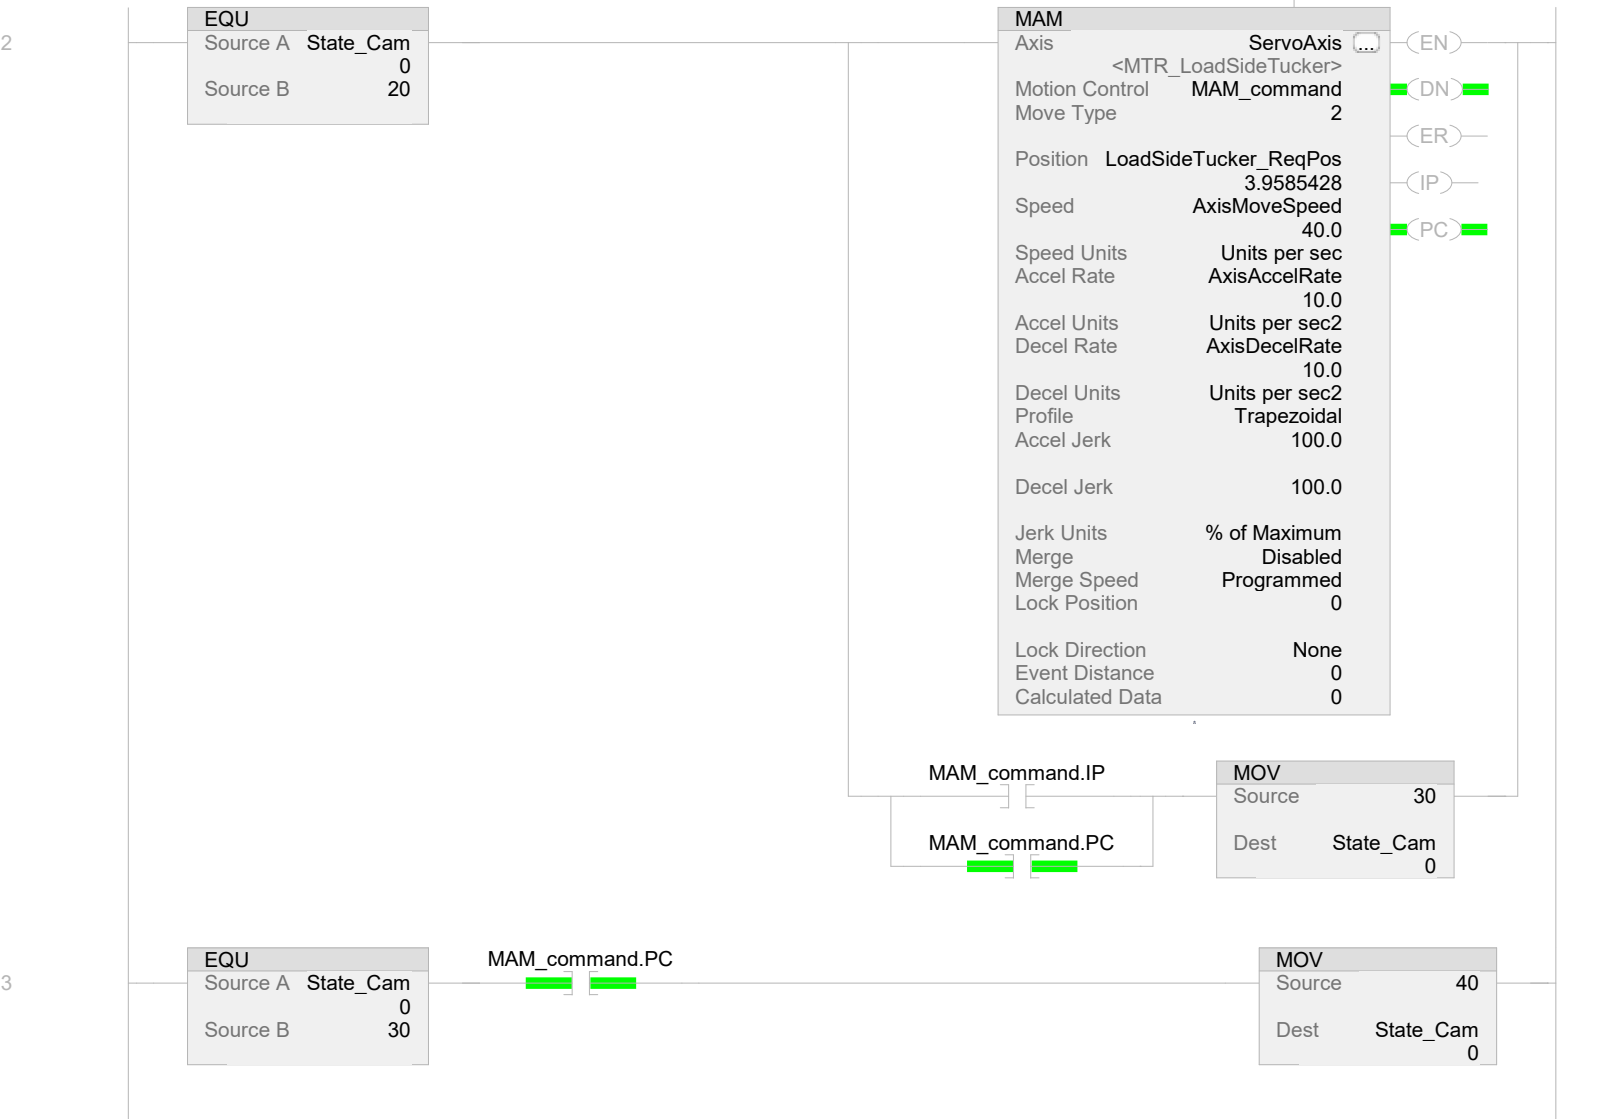 2
EQU
Source A State_Cam
0
Source B 20
MAM
Axis ServoAxis ...
<MTR_LoadSideTucker>
Motion Control MAM_command
Move Type 2
Position LoadSideTucker_ReqPos
3.9585428
Speed AxisMoveSpeed
40.0
Speed Units Units per sec
Accel Rate AxisAccelRate
10.0
Accel Units Units per sec2
Decel Rate AxisDecelRate
10.0
Decel Units Units per sec2
Profile Trapezoidal
Accel Jerk 100.0
Decel Jerk 100.0
Jerk Units % of Maximum
Merge Disabled
Merge Speed Programmed
Lock Position 0
Lock Direction None
Event Distance 0
Calculated Data 0
EN
DN
ER
IP
PC
MAM_command.IP
MAM_command.PC
MOV
Source 30
Dest State_Cam
0
3
EQU
Source A State_Cam
0
Source B 30
MAM_command.PC
MOV
Source 40
Dest State_Cam
0